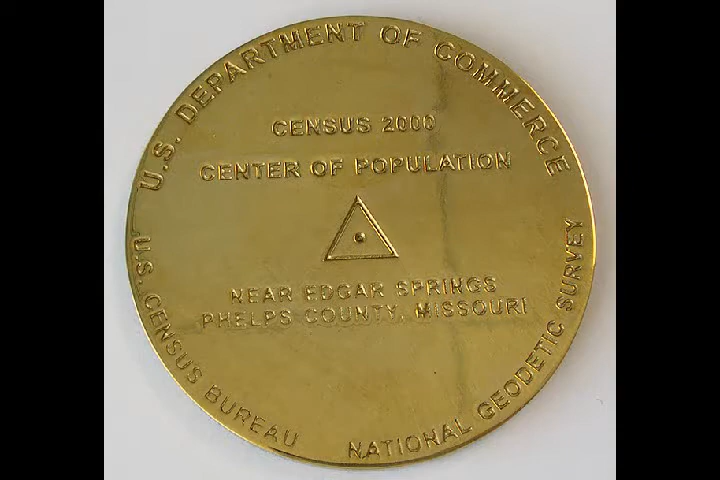 U.S. DEPARTMENT OF COMMERCE
CENSUS 2000
CENTER OF POPULATION
NEAR EDGAR SPRINGS
PHELPS COUNTY, MISSOURI
U.S. CENSUS BUREAU
NATIONAL GEODETIC SURVEY